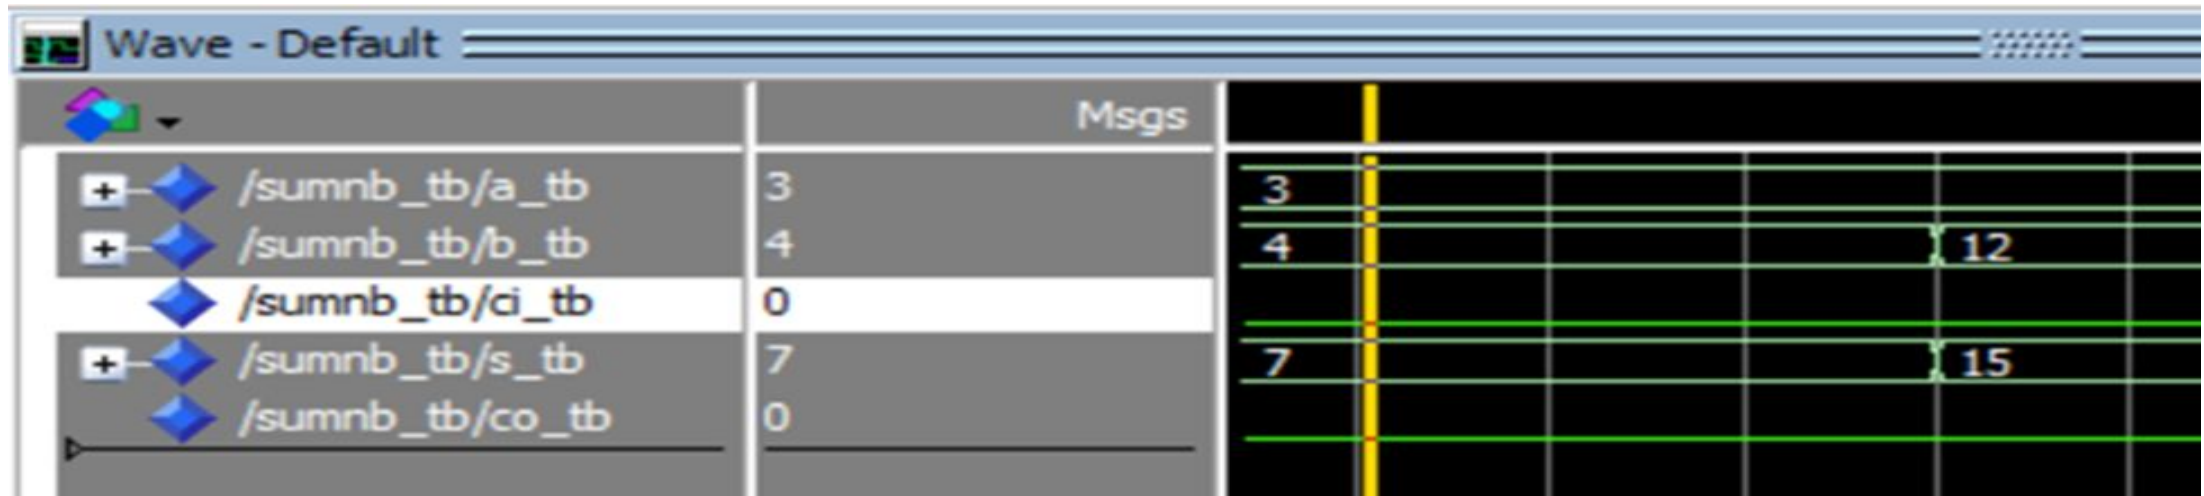 Wave - Default
Msgs
/sumnb_tb/a_tb 3 3
/sumnb_tb/b_tb 4 4 12
/sumnb_tb/ci_tb 0
/sumnb_tb/s_tb 7 7 15
/sumnb_tb/co_tb 0